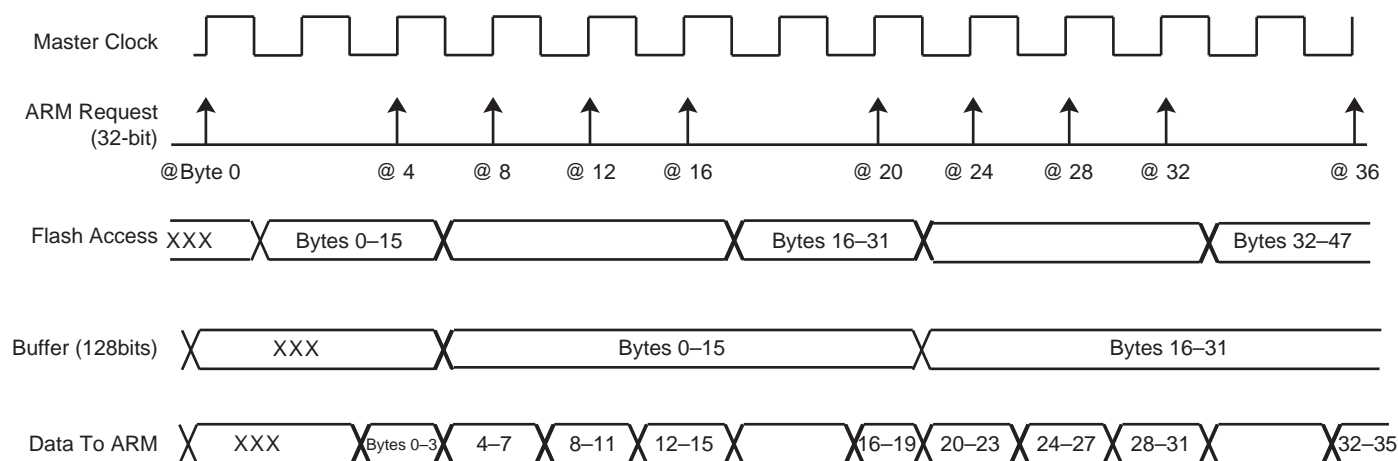 Master Clock
ARM Request
(32-bit)
@Byte 0 @ 4 @ 8 @ 12 @ 16 @ 20 @ 24 @ 28 @ 32 @ 36
Flash Access XXX Bytes 0–15 Bytes 16–31 Bytes 32–47
Buffer (128bits) XXX Bytes 0–15 Bytes 16–31
Data To ARM XXX Bytes 0–3 4–7 8–11 12–15 16–19 20–23 24–27 28–31 32–35